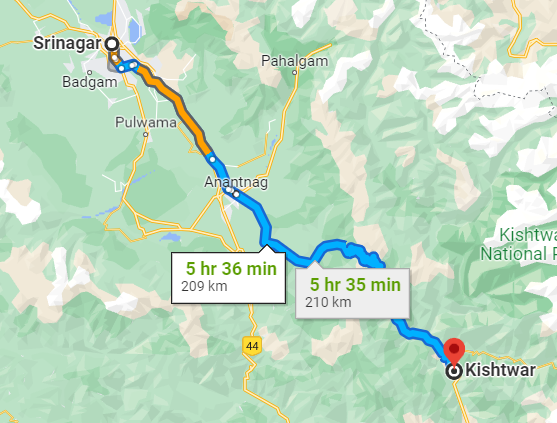 Srinagar
Badgam
Pahalgam
Pulwama
Anantnag
Kishtwa
National P
5 hr 36 min
209 km
5 hr 35 min
210 km
44
Kishtwar